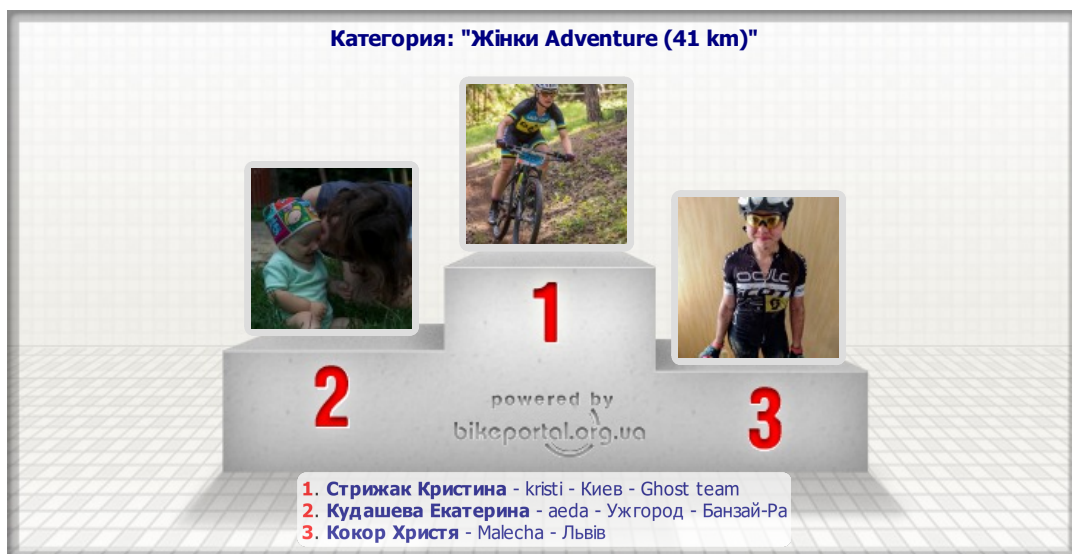 Категория: "Жінки Adventure (41 km)"
1
2
3
powered by
bikeportal.org.ua
1. Стрижак Кристина - kristi - Киев - Ghost team
2. Кудашева Екатерина - aeda - Ужгород - Банзай-Ра
3. Кокор Христя - Malecha - Львів